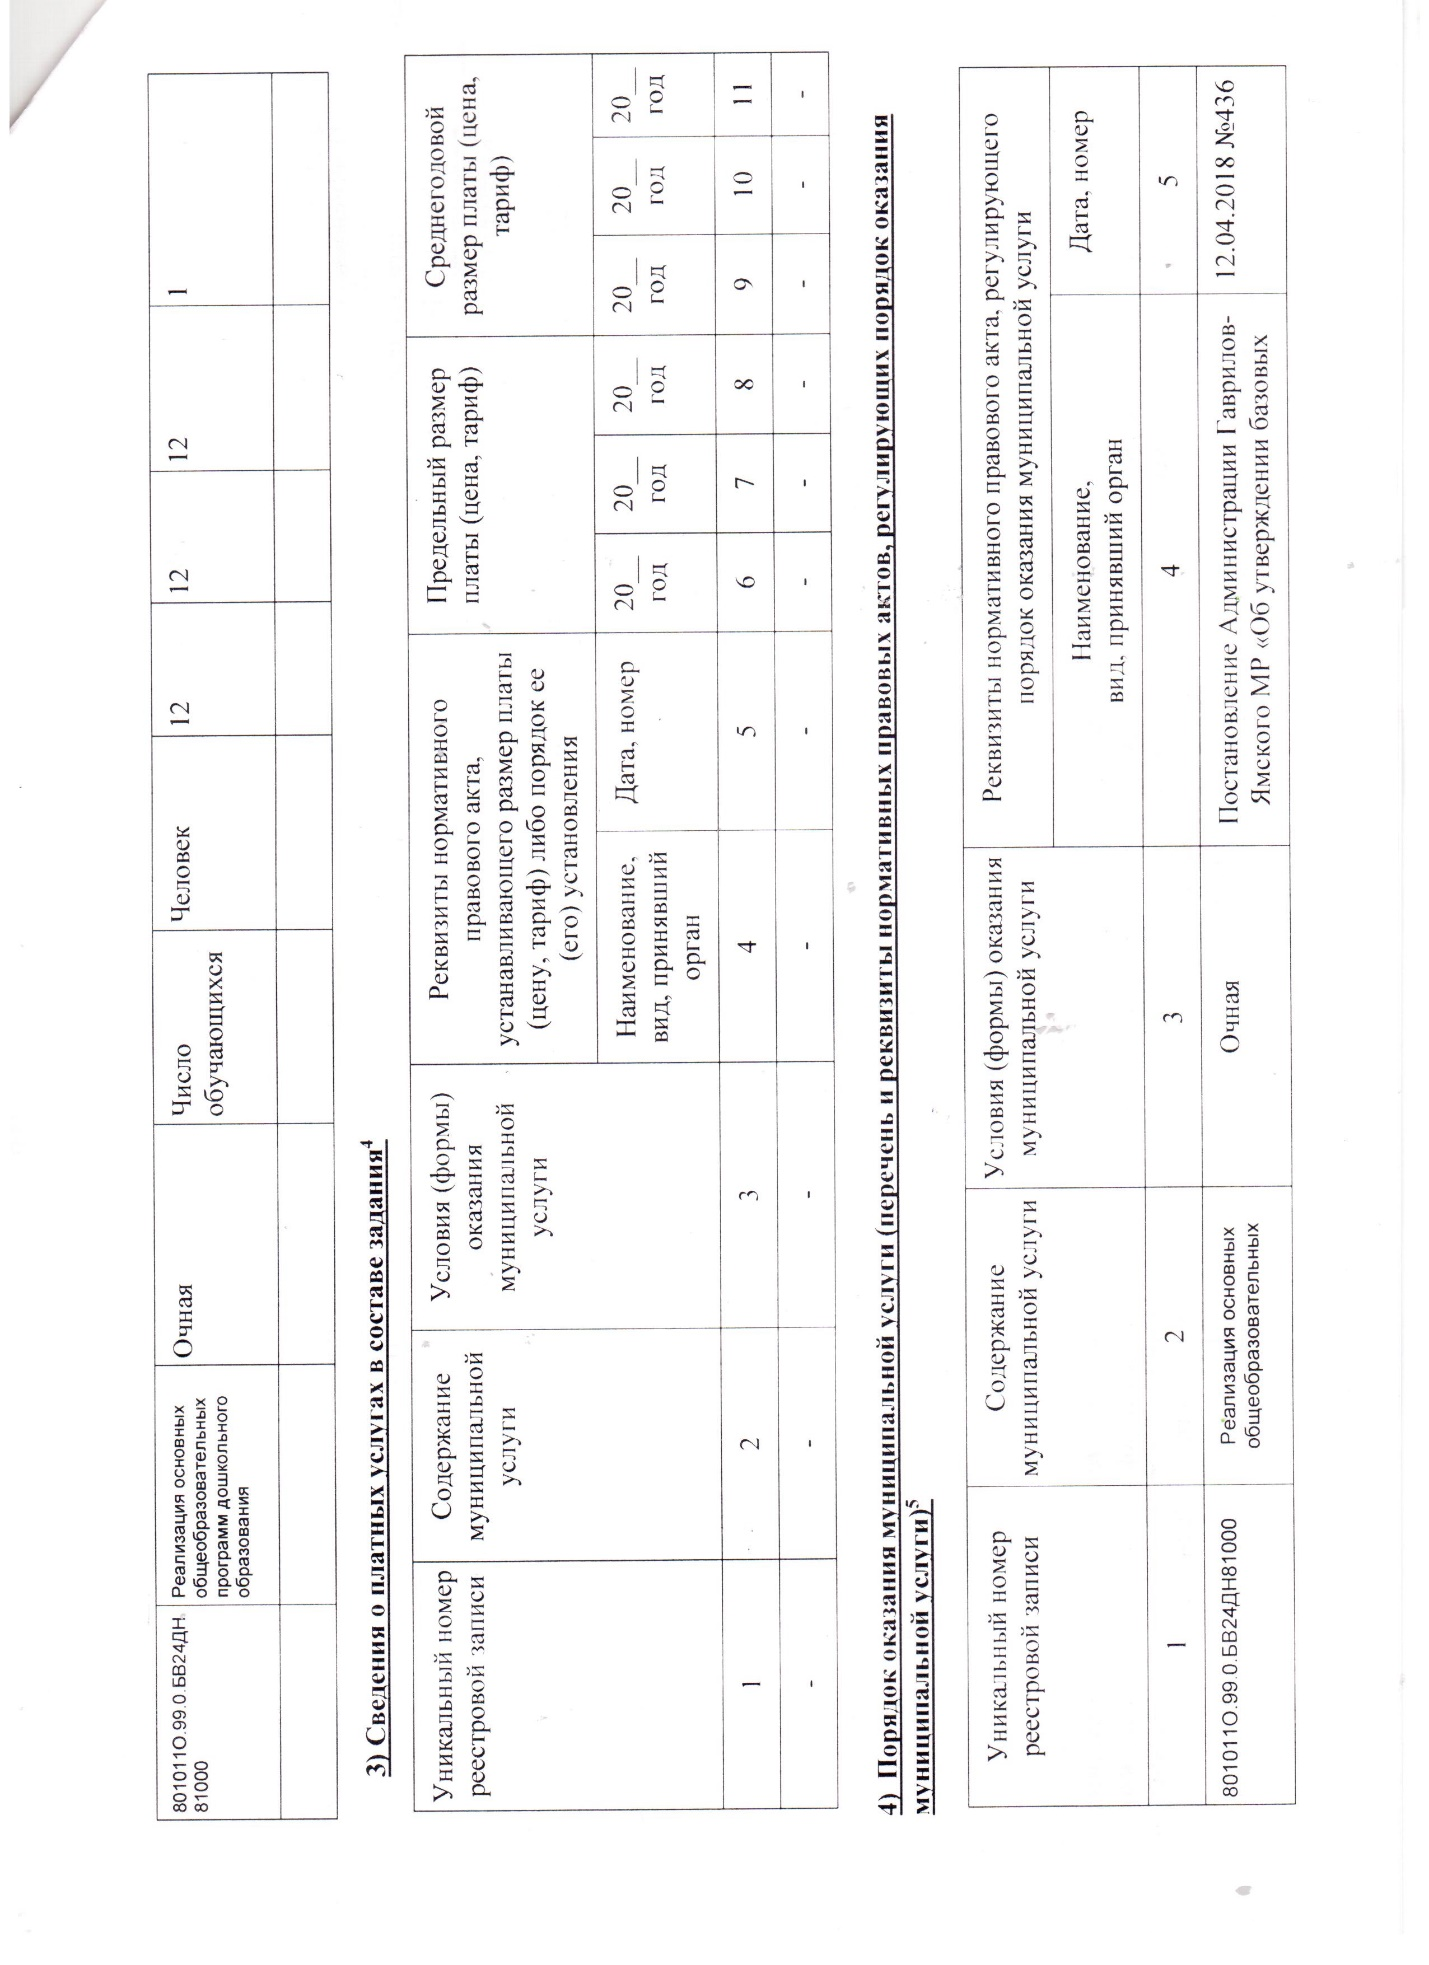 801011О.99.0.БВ24ДН
81000
Реализация основных
общеобразовательных
программ дошкольного
образования
Очная
Число
обучающихся
Человек
12
12
12
1
3) Сведения о платных услугах в составе задания4
Уникальный номер
реестровой записи
Содержание
муниципальной
услуги
Условия (формы)
оказания
муниципальной
услуги
Реквизиты нормативного
правового акта,
устанавливающего размер платы
(цену, тариф) либо порядок ее
(его) установления
Предельный размер
платы (цена, тариф)
Среднегодовой
размер платы (цена,
тариф)
Наименование,
вид, принявший
орган
Дата, номер
20__
год
20__
год
20__
год
20__
год
20__
год
20__
год
1 2 3 4 5 6 7 8 9 10 11
- - - - - - - - - - -
4) Порядок оказания муниципальной услуги (перечень и реквизиты нормативных правовых актов, регулирующих порядок оказания
муниципальной услуги)5
Уникальный номер
реестровой записи
Содержание
муниципальной услуги
Условия (формы) оказания
муниципальной услуги
Реквизиты нормативного правового акта, регулирующего
порядок оказания муниципальной услуги
Наименование,
вид, принявший орган
Дата, номер
1 2 3 4 5
801011О.99.0.БВ24ДН81000
Реализация основных
общеобразовательных
Очная
Постановление Администрации Гаврилов-
Ямского МР «Об утверждении базовых
12.04.2018 №436